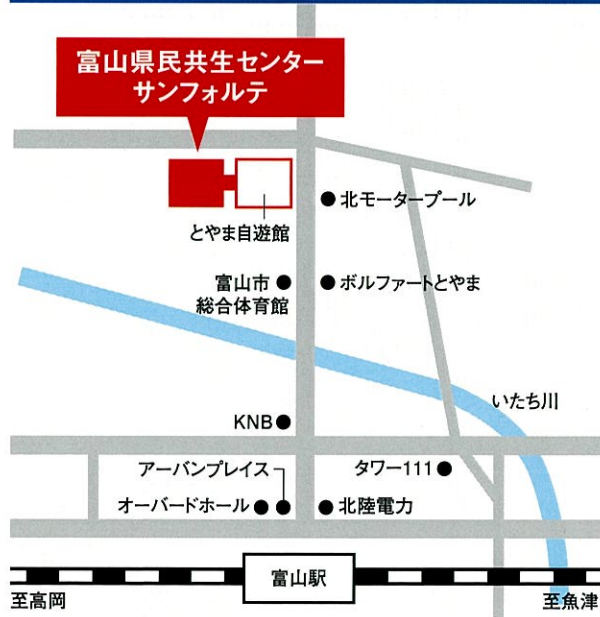 富山県民共生センター
サンフォルテ
北モータープール
とやま自遊館
富山市
総合体育館
ボルファートとやま
いたち川
KNB
アーバンプレイス
タワー111
オーバードホール
北陸電力
富山駅
至高岡
至魚津